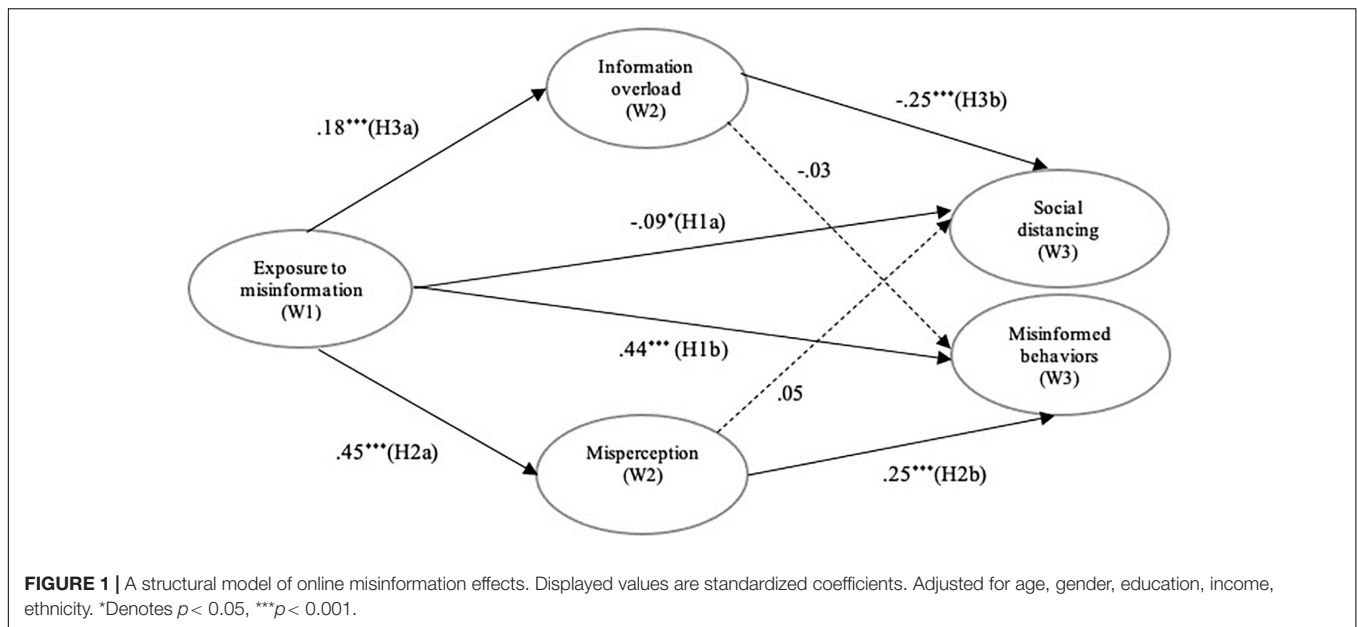 Information
overload
(W2)
-.25***(H3b)
.18***(H3a)
-.03
Social
distancing
(W3)
-.09*(H1a)
Exposure to
misinformation
(W1)
Misinformed
behaviors
(W3)
.44*** (H1b)
.05
.45***(H2a)
Misperception
(W2)
.25***(H2b)
FIGURE 1 | A structural model of online misinformation effects. Displayed values are standardized coefficients. Adjusted for age, gender, education, income,
ethnicity. *Denotes p< 0.05, ***p< 0.001.